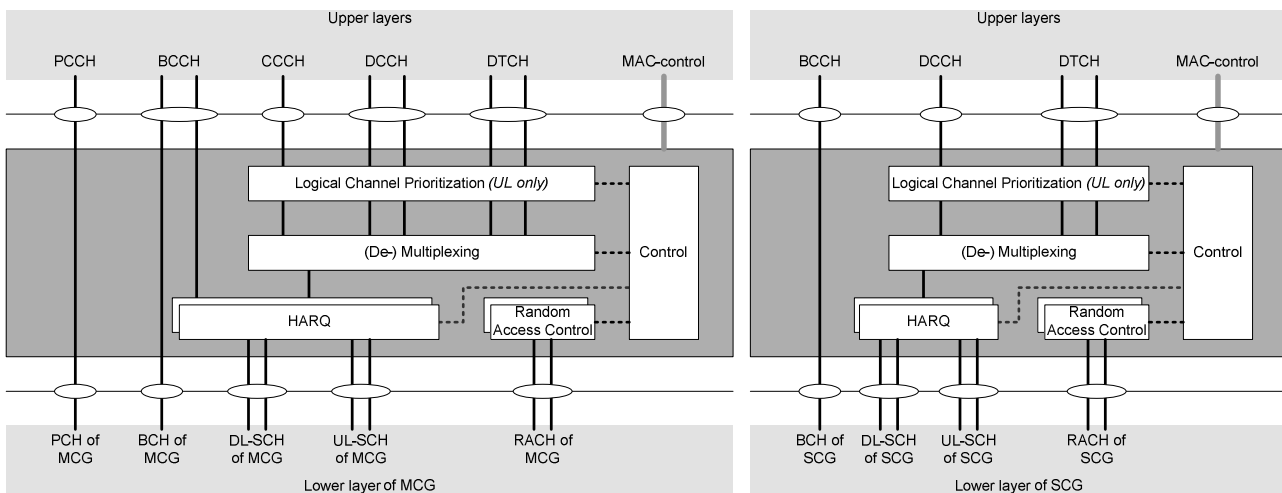 Upper layers
PCCH BCCH CCCH DCCH DTCH MAC-control
Logical Channel Prioritization (UL only)
(De-) Multiplexing
Control
HARQ
Random
Access Control
PCH of
MCG
BCH of
MCG
DL-SCH
of MCG
UL-SCH
of MCG
RACH of
MCG
Lower layer of MCG
Upper layers
BCCH DCCH DTCH MAC-control
Logical Channel Prioritization (UL only)
(De-) Multiplexing
Control
HARQ
Random
Access Control
BCH of
SCG
DL-SCH
of SCG
UL-SCH
of SCG
RACH of
SCG
Lower layer of SCG